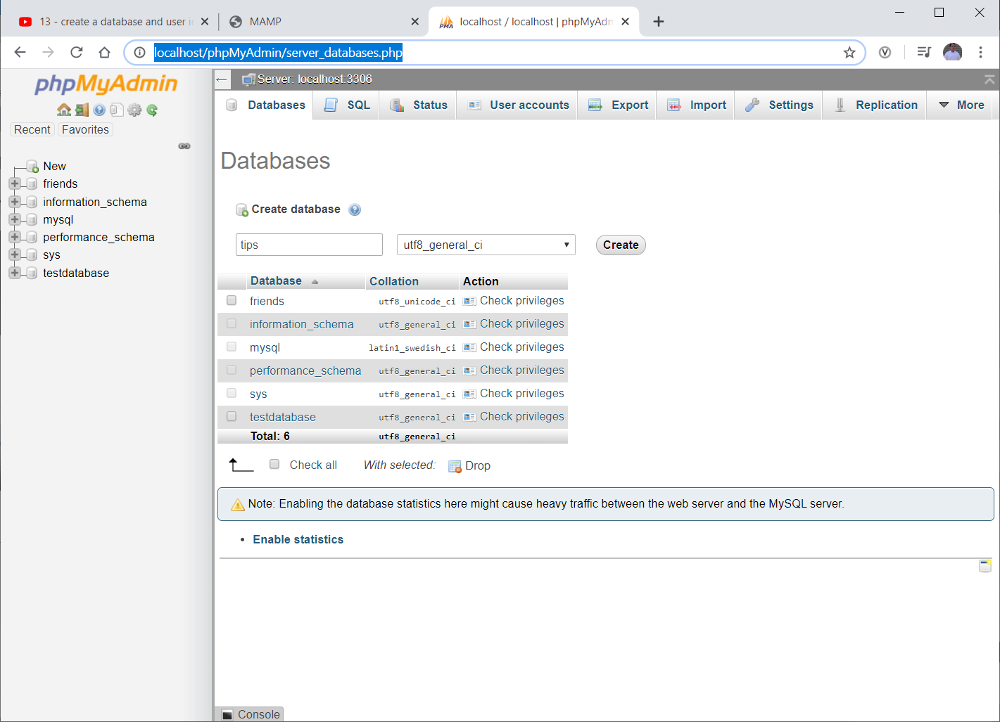 13 - create a database and user i
MAMP
localhost / localhost | phpMyAdm
localhost/phpMyAdmin/server_databases.php
phpMyAdmin
Recent Favorites
New
friends
information_schema
mysql
performance_schema
sys
testdatabase
Server: localhost:3306
Databases SQL Status User accounts Export Import Settings Replication More
Databases
Create database
tips utf8_general_ci Create
Database Collation Action
friends utf8_unicode_ci Check privileges
information_schema utf8_general_ci Check privileges
mysql latin1_swedish_ci Check privileges
performance_schema utf8_general_ci Check privileges
sys utf8_general_ci Check privileges
testdatabase utf8_general_ci Check privileges
Total: 6 utf8_general_ci
Check all With selected: Drop
Note: Enabling the database statistics here might cause heavy traffic between the web server and the MySQL server.
Enable statistics
Console